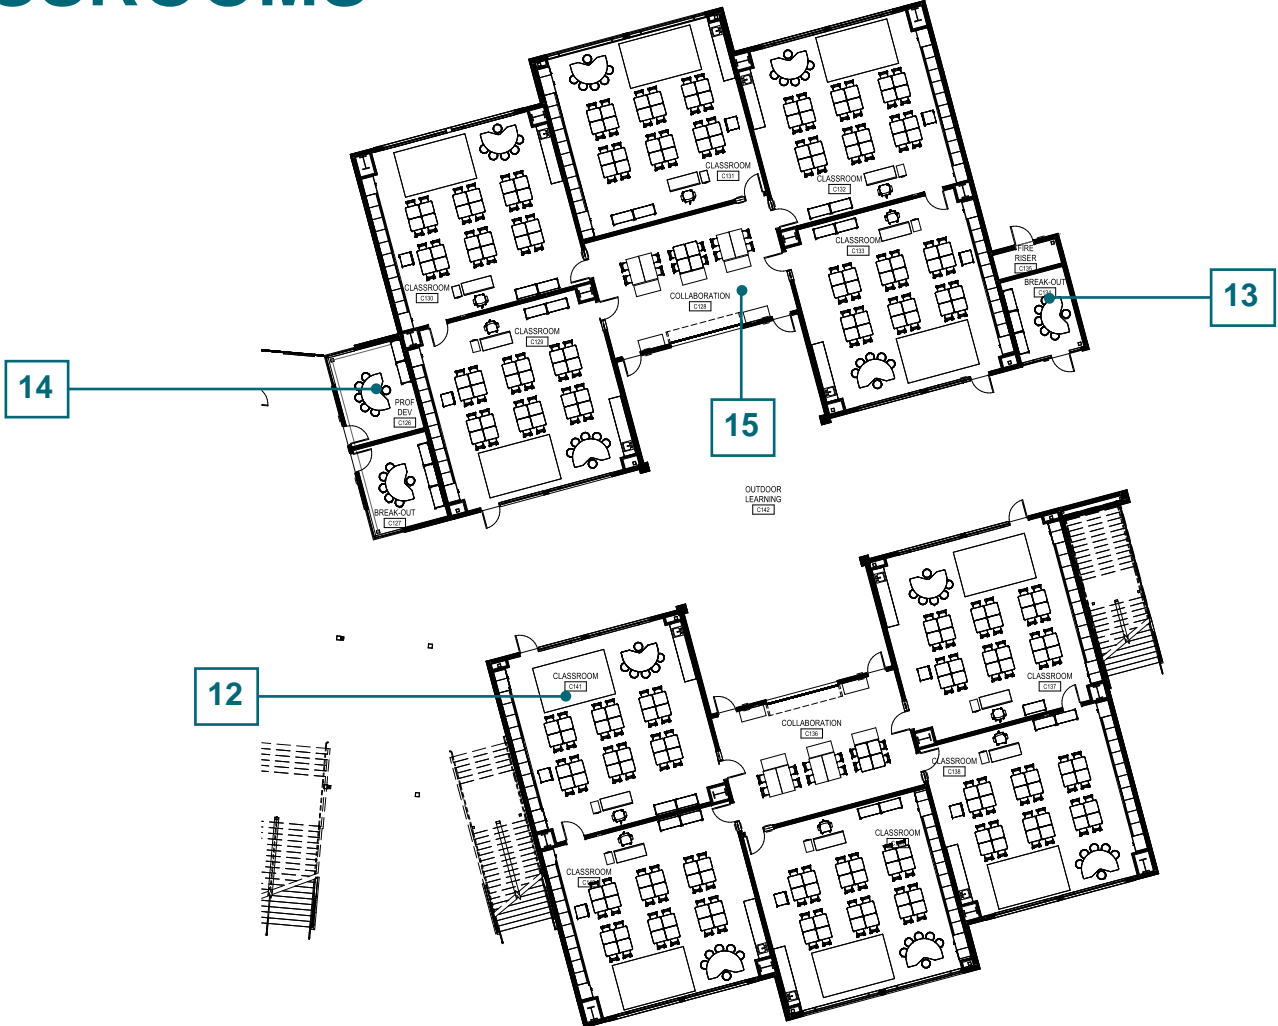 CLASSROOM
C131
CLASSROOM
C132
CLASSROOM
C133
FIRE
RISER
C135
BREAK-OUT
13
CLASSROOM
C130
COLLABORATION
C128
CLASSROOM
C129
14
PROF
DEV
C126
15
BREAK-OUT
C127
OUTDOOR
LEARNING
C142
12
CLASSROOM
C141
CLASSROOM
C137
COLLABORATION
C136
CLASSROOM
C138
CLASSROOM
CLASSROOM